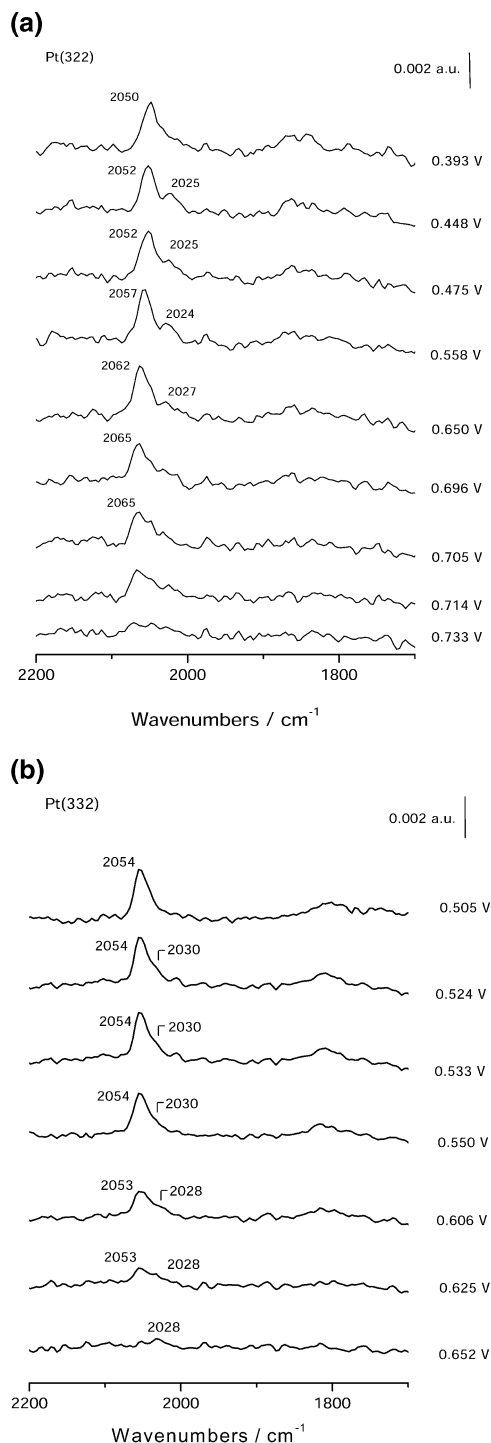 (a)
Pt(322)
0.002 a.u.
2050
0.393 V
2052
2025
0.448 V
2052
2025
0.475 V
2057
2024
0.558 V
2062
2027
0.650 V
2065
0.696 V
2065
0.705 V
0.714 V
0.733 V
2200 2000 1800
Wavenumbers / cm⁻¹
(b)
Pt(332)
0.002 a.u.
2054
0.505 V
2054
2030
0.524 V
2054
2030
0.533 V
2054
2030
0.550 V
2053
2028
0.606 V
2053
2028
0.625 V
2028
0.652 V
2200 2000 1800
Wavenumbers / cm⁻¹